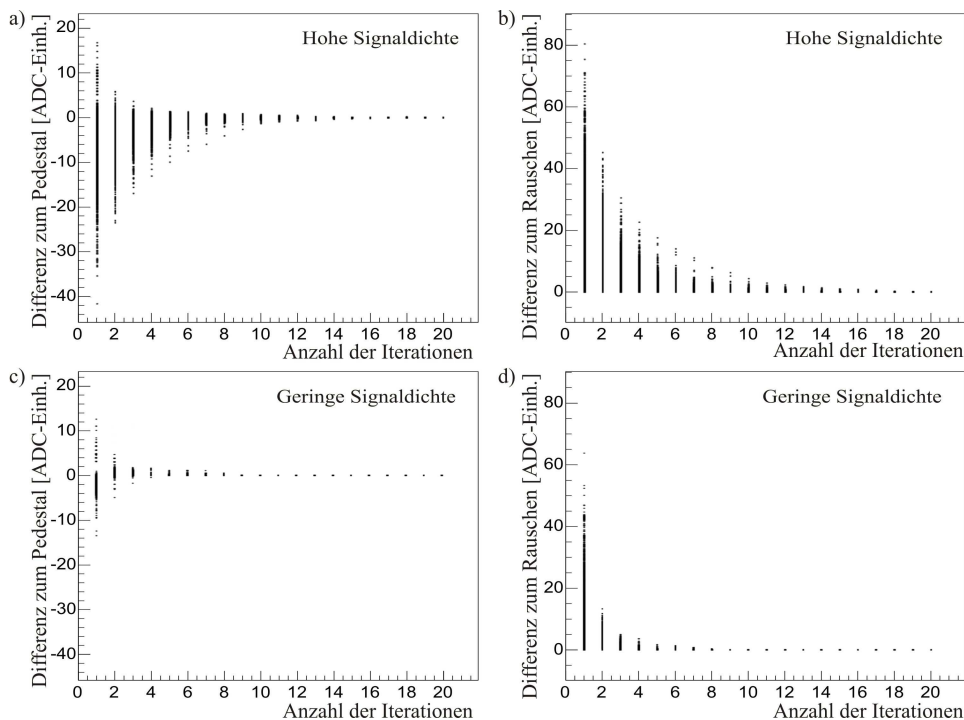 a)
Hohe Signaldichte
Differenz zum Pedestal [ADC-Einh.]
20
10
0
-10
-20
-30
-40
0 2 4 6 8 10 12 14 16 18 20
Anzahl der Iterationen
b)
Hohe Signaldichte
Differenz zum Rauschen [ADC-Einh.]
80
60
40
20
0
0 2 4 6 8 10 12 14 16 18 20
Anzahl der Iterationen
c)
Geringe Signaldichte
Differenz zum Pedestal [ADC-Einh.]
20
10
0
-10
-20
-30
-40
0 2 4 6 8 10 12 14 16 18 20
Anzahl der Iterationen
d)
Geringe Signaldichte
Differenz zum Rauschen [ADC-Einh.]
80
60
40
20
0
0 2 4 6 8 10 12 14 16 18 20
Anzahl der Iterationen